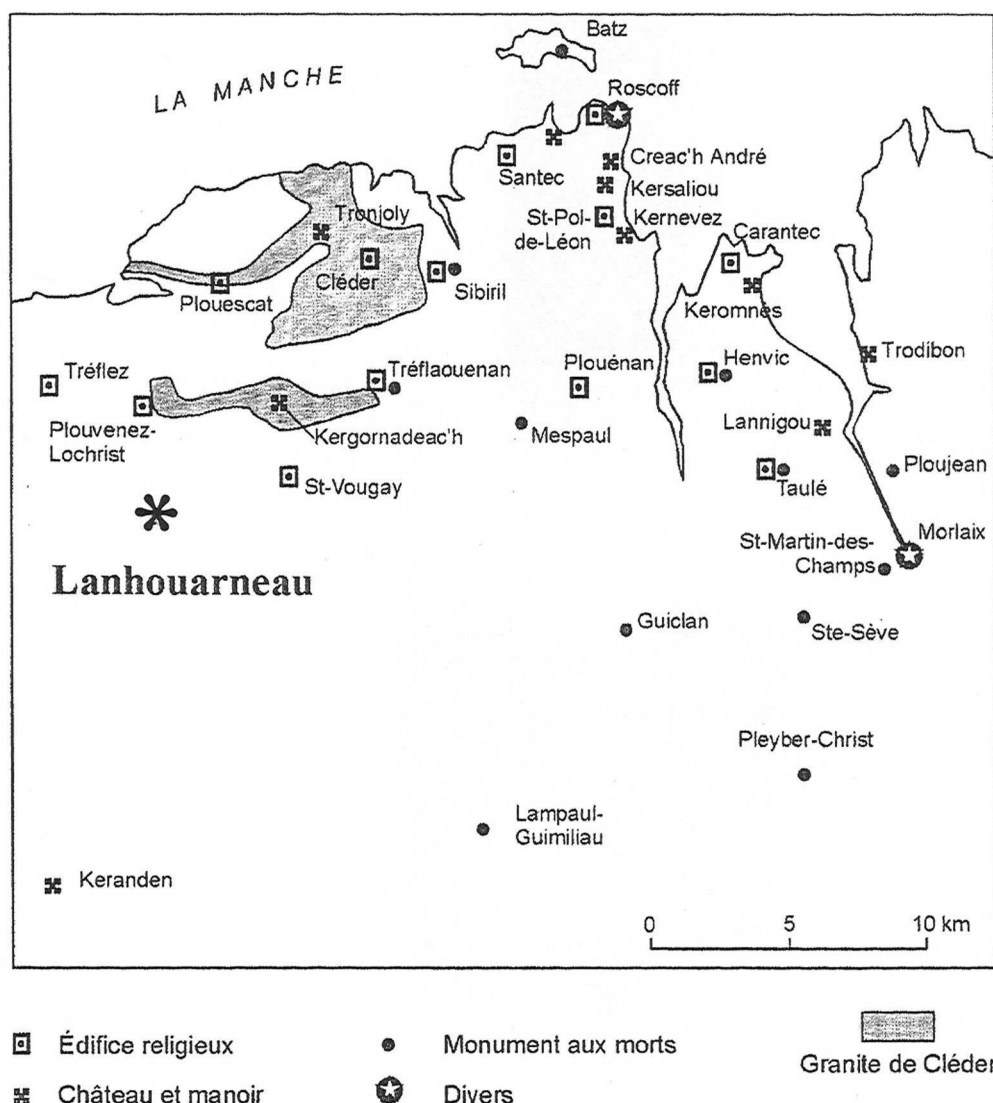 Batz
LA MANCHE
Roscoff
Creac'h André
Santec
Kersaliou
St-Pol-
de-Léon
Kernevez
Carantec
Tronjoly
Cléder
Sibiril
Plouescat
Keromnès
Trodibon
Tréflez
Tréflaouenan
Plouénan
Henvic
Plouvenez-
Lochrist
Kergornadeac'h
Mespaul
Lannigou
St-Vougay
Taulé
Ploujean
Morlaix
St-Martin-des-
Champs
Lanhouarneau
Guiclan
Ste-Sève
Pleyber-Christ
Lampaul-
Guimiliau
Keranden
0 5 10 km
Édifice religieux
Monument aux morts
Granite de Cléder
Château et manoir
Divers